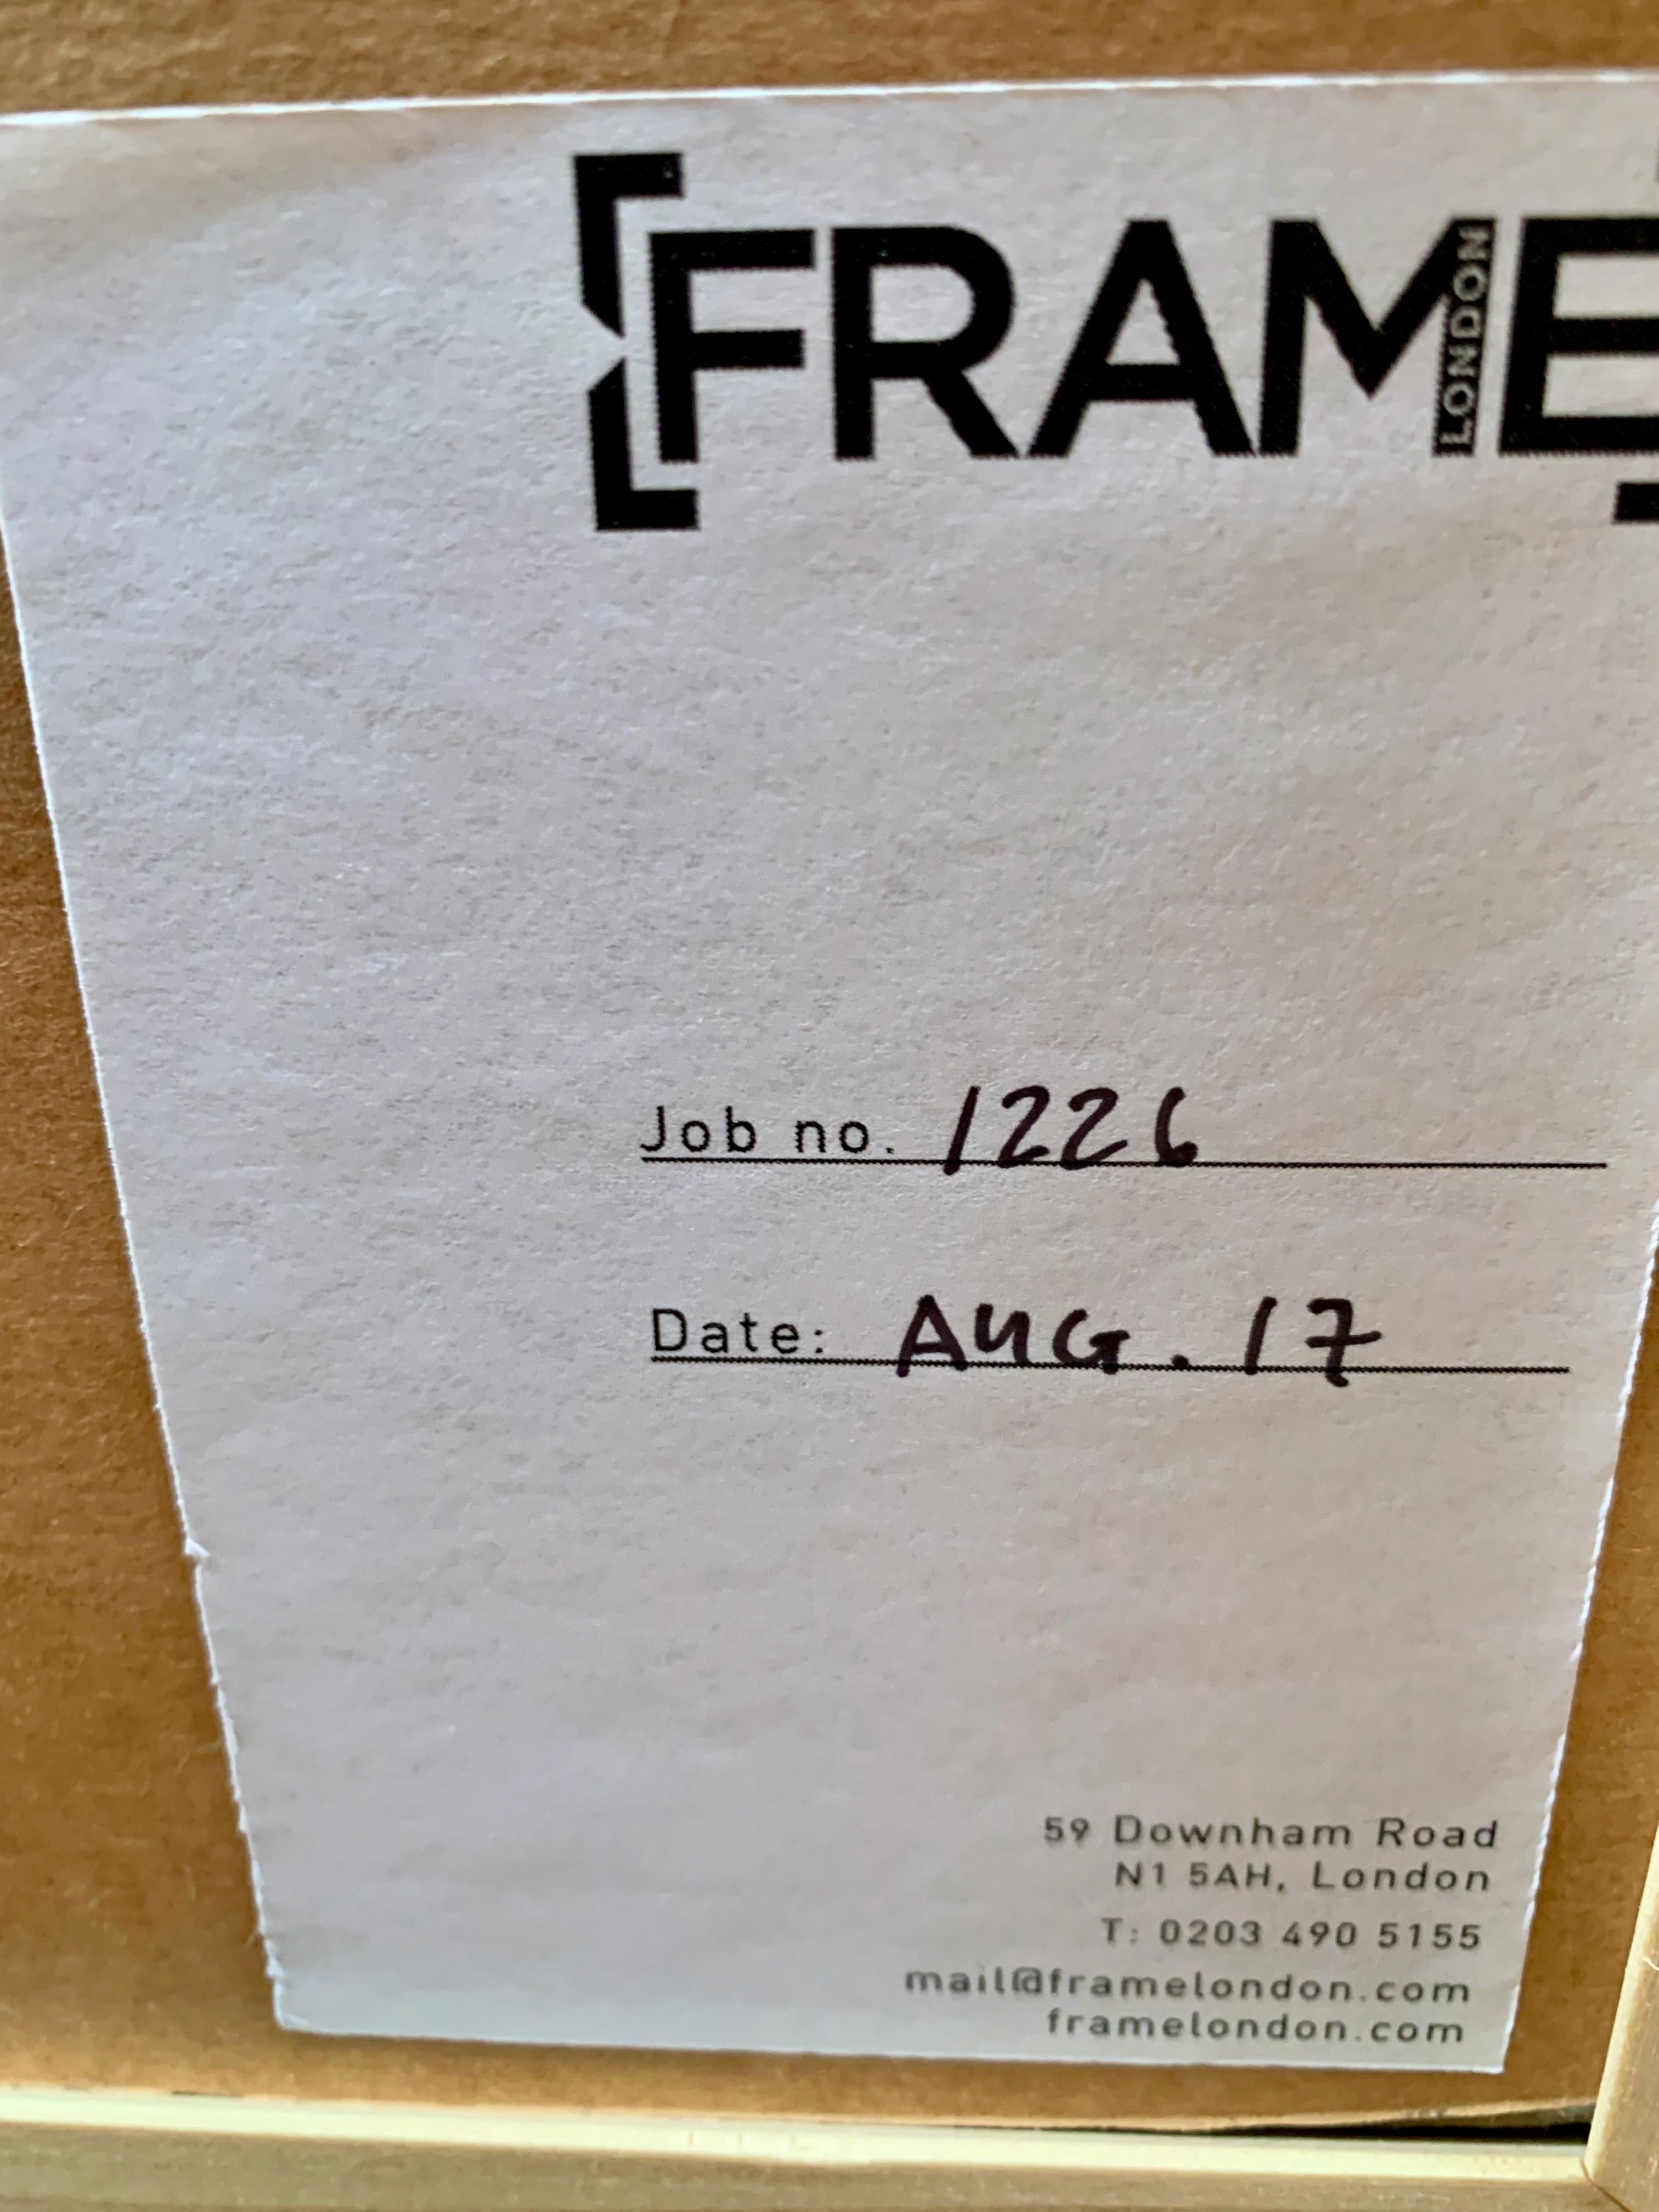 FRAME
LONDON
Job no. 1226
Date: AUG. 17
59 Downham Road
N1 5AH, London
T: 0203 490 5155
mail@framelondon.com
framelondon.com